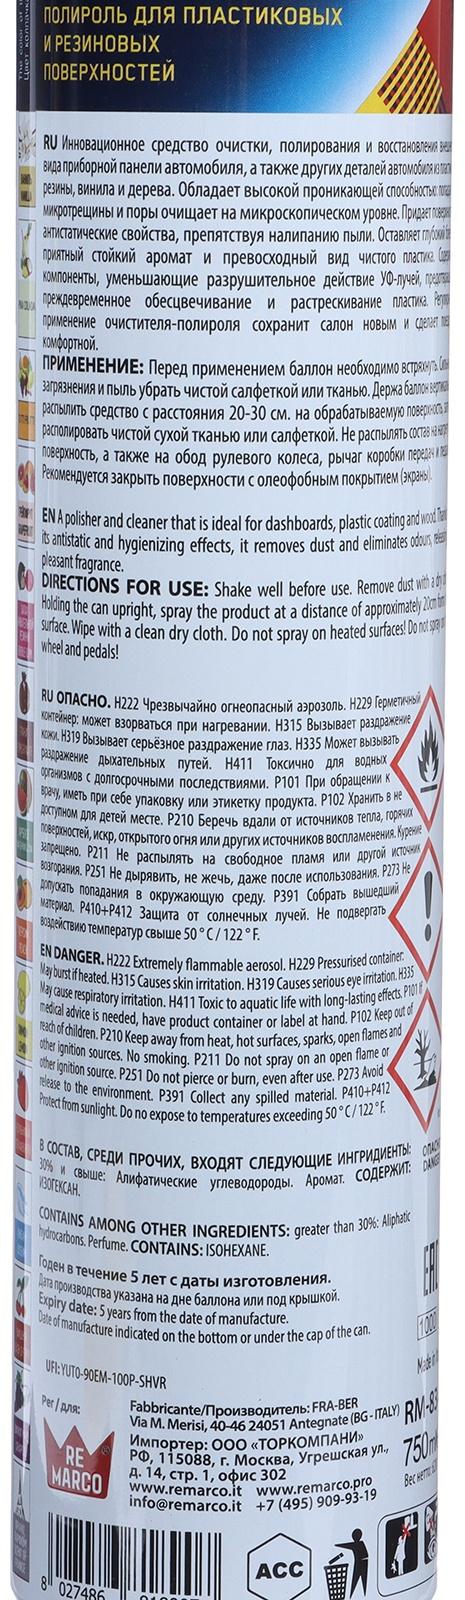 ПОЛИРОЛЬ ДЛЯ ПЛАСТИКОВЫХ
И РЕЗИНОВЫХ
ПОВЕРХНОСТЕЙ
RU Инновационное средство очистки, полирования и восстановления
вида приборной панели автомобиля, а также других деталей автомобиля из
резины, винила и дерева. Обладает высокой проникающей способностью:
микротрещины и поры очищает на микроскопическом уровне. Придает
антистатические свойства, препятствуя налипанию пыли. Оставляет глубокий
приятный стойкий аромат и превосходный вид чистого пластика.
компоненты, уменьшающие разрушительное действие УФ-лучей,
преждевременное обесцвечивание и растрескивание пластика.
применение очистителя-полироля сохранит салон новым и сделает
комфортной.
ПРИМЕНЕНИЕ: Перед применением баллон необходимо встряхнуть.
загрязнения и пыль убрать чистой салфеткой или тканью. Держа баллон
распылить средство с расстояния 20-30 см. на обрабатываемую поверхность,
располировать чистой сухой тканью или салфеткой. Не распылять состав на
поверхность, а также на обод рулевого колеса, рычаг коробки передач и
Рекомендуется закрыть поверхности с олеофобным покрытием (экраны).
EN A polisher and cleaner that is ideal for dashboards, plastic coating and wood.
its antistatic and hygienizing effects, it removes dust and eliminates odours,
pleasant fragrance.
DIRECTIONS FOR USE: Shake well before use. Remove dust with a dry
Holding the can upright, spray the product at a distance of approximately 20cm
surface. Wipe with a clean dry cloth. Do not spray on heated surfaces! Do not spray
wheel and pedals!
RU ОПАСНО. H222 Чрезвычайно огнеопасный аэрозоль. H229 Герметичный
контейнер: может взорваться при нагревании. H315 Вызывает раздражение
кожи. H319 Вызывает серьёзное раздражение глаз. H335 Может вызывать
раздражение дыхательных путей. H411 Токсично для водных
организмов с долгосрочными последствиями. P101 При обращении к
врачу, иметь при себе упаковку или этикетку продукта. P102 Хранить в не
доступном для детей месте. P210 Беречь вдали от источников тепла, горячих
поверхностей, искр, открытого огня или других источников воспламенения. Курение
запрещено. P211 Не распылять на свободное пламя или другой источник
возгорания. P251 Не дырявить, не жечь, даже после использования. P273 Не
допускать попадания в окружающую среду. P391 Собрать вышедший
материал. P410+P412 Защита от солнечных лучей. Не подвергать
воздействию температур свыше 50°C / 122°F.
EN DANGER. H222 Extremely flammable aerosol. H229 Pressurised container:
May burst if heated. H315 Causes skin irritation. H319 Causes serious eye irritation. H335
May cause respiratory irritation. H411 Toxic to aquatic life with long-lasting effects. P101 If
medical advice is needed, have product container or label at hand. P102 Keep out of
reach of children. P210 Keep away from heat, hot surfaces, sparks, open flames and
other ignition sources. No smoking. P211 Do not spray on an open flame or
other ignition source. P251 Do not pierce or burn, even after use. P273 Avoid
release to the environment. P391 Collect any spilled material. P410+P412
Protect from sunlight. Do no expose to temperatures exceeding 50°C / 122°F.
В СОСТАВ, СРЕДИ ПРОЧИХ, ВХОДЯТ СЛЕДУЮЩИЕ ИНГРИДИЕНТЫ:
30% и свыше: Алифатические углеводороды. Аромат. СОДЕРЖИТ:
ИЗОГЕКСАН.
CONTAINS AMONG OTHER INGREDIENTS: greater than 30%: Aliphatic
hydrocarbons. Perfume. CONTAINS: ISOHEXANE.
Годен в течение 5 лет с даты изготовления.
Дата производства указана на дне баллона или под крышкой.
Expiry date: 5 years from the date of manufacture.
Date of manufacture indicated on the bottom or under the cap of the can.
EAC
UFI: YUT0-90EM-100P-SHVR
Per / для:
RE
MARCO
Fabbricante/Производитель: FRA-BER
Via M. Merisi, 40-46 24051 Antegnate (BG - ITALY)
Импортер: ООО «ТОРКОМПАНИ»
РФ, 115088, г. Москва, Угрешская ул.,
д. 14, стр. 1, офис 302
www.remarco.it www.remarco.pro
info@remarco.it +7 (495) 909-93-19
750
Вес нетто
ACC
8 027486